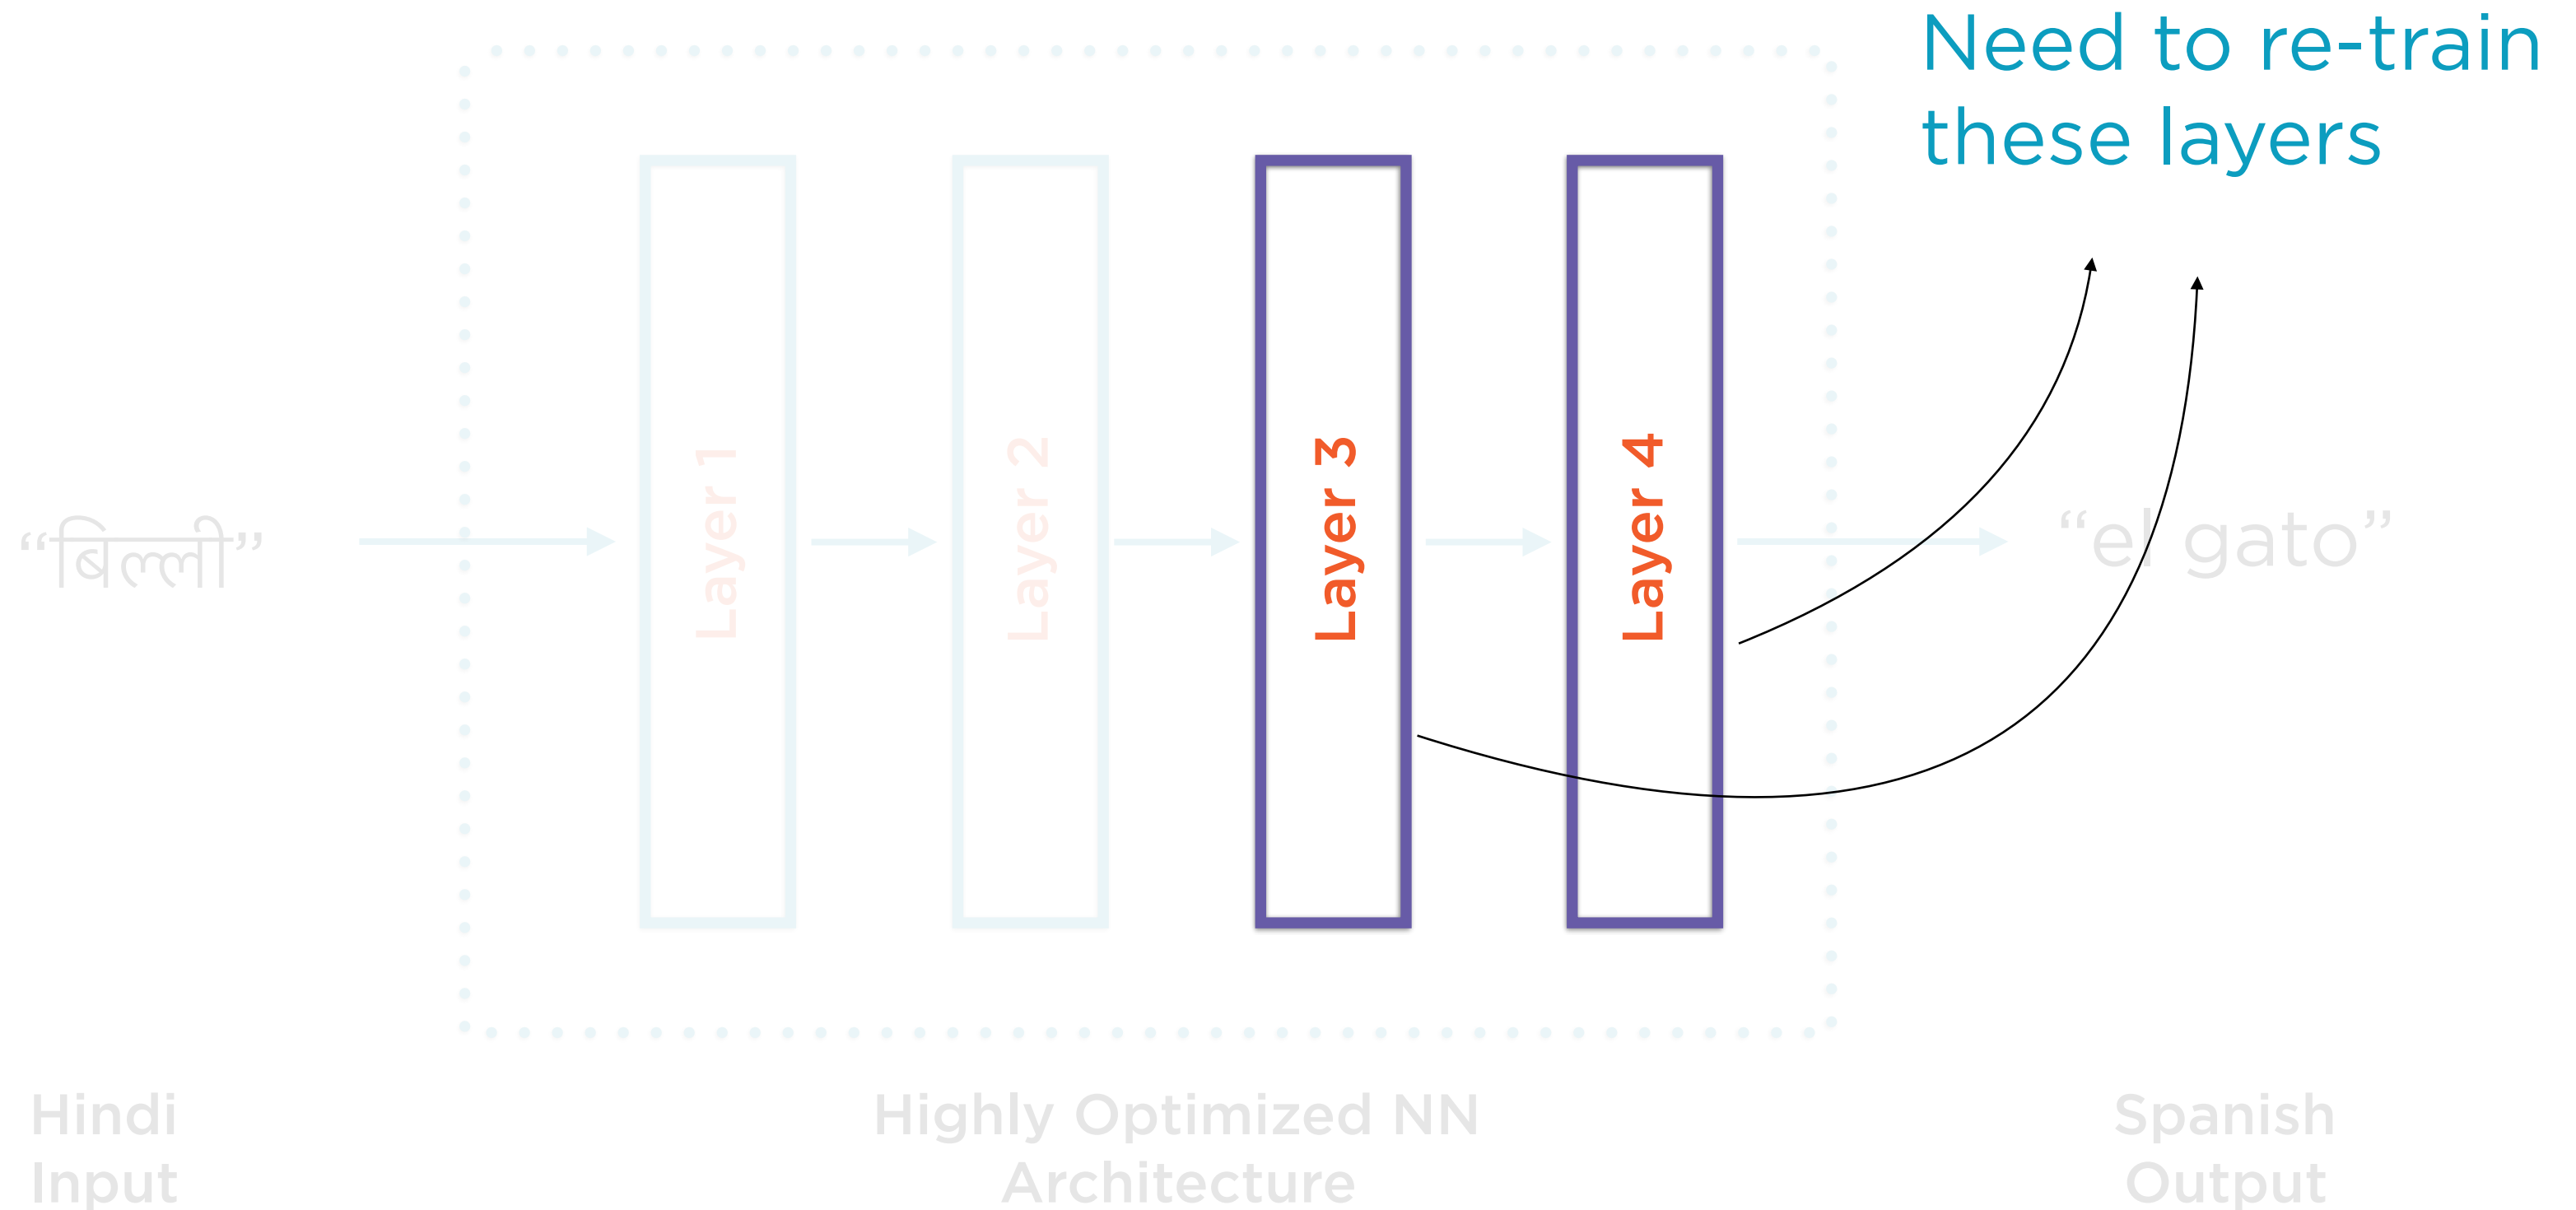 Need to re-train
these layers
Layer 1
Layer 2
Layer 3
Layer 4
“बिल्ली”
“el gato”
Hindi
Input
Highly Optimized NN
Architecture
Spanish
Output